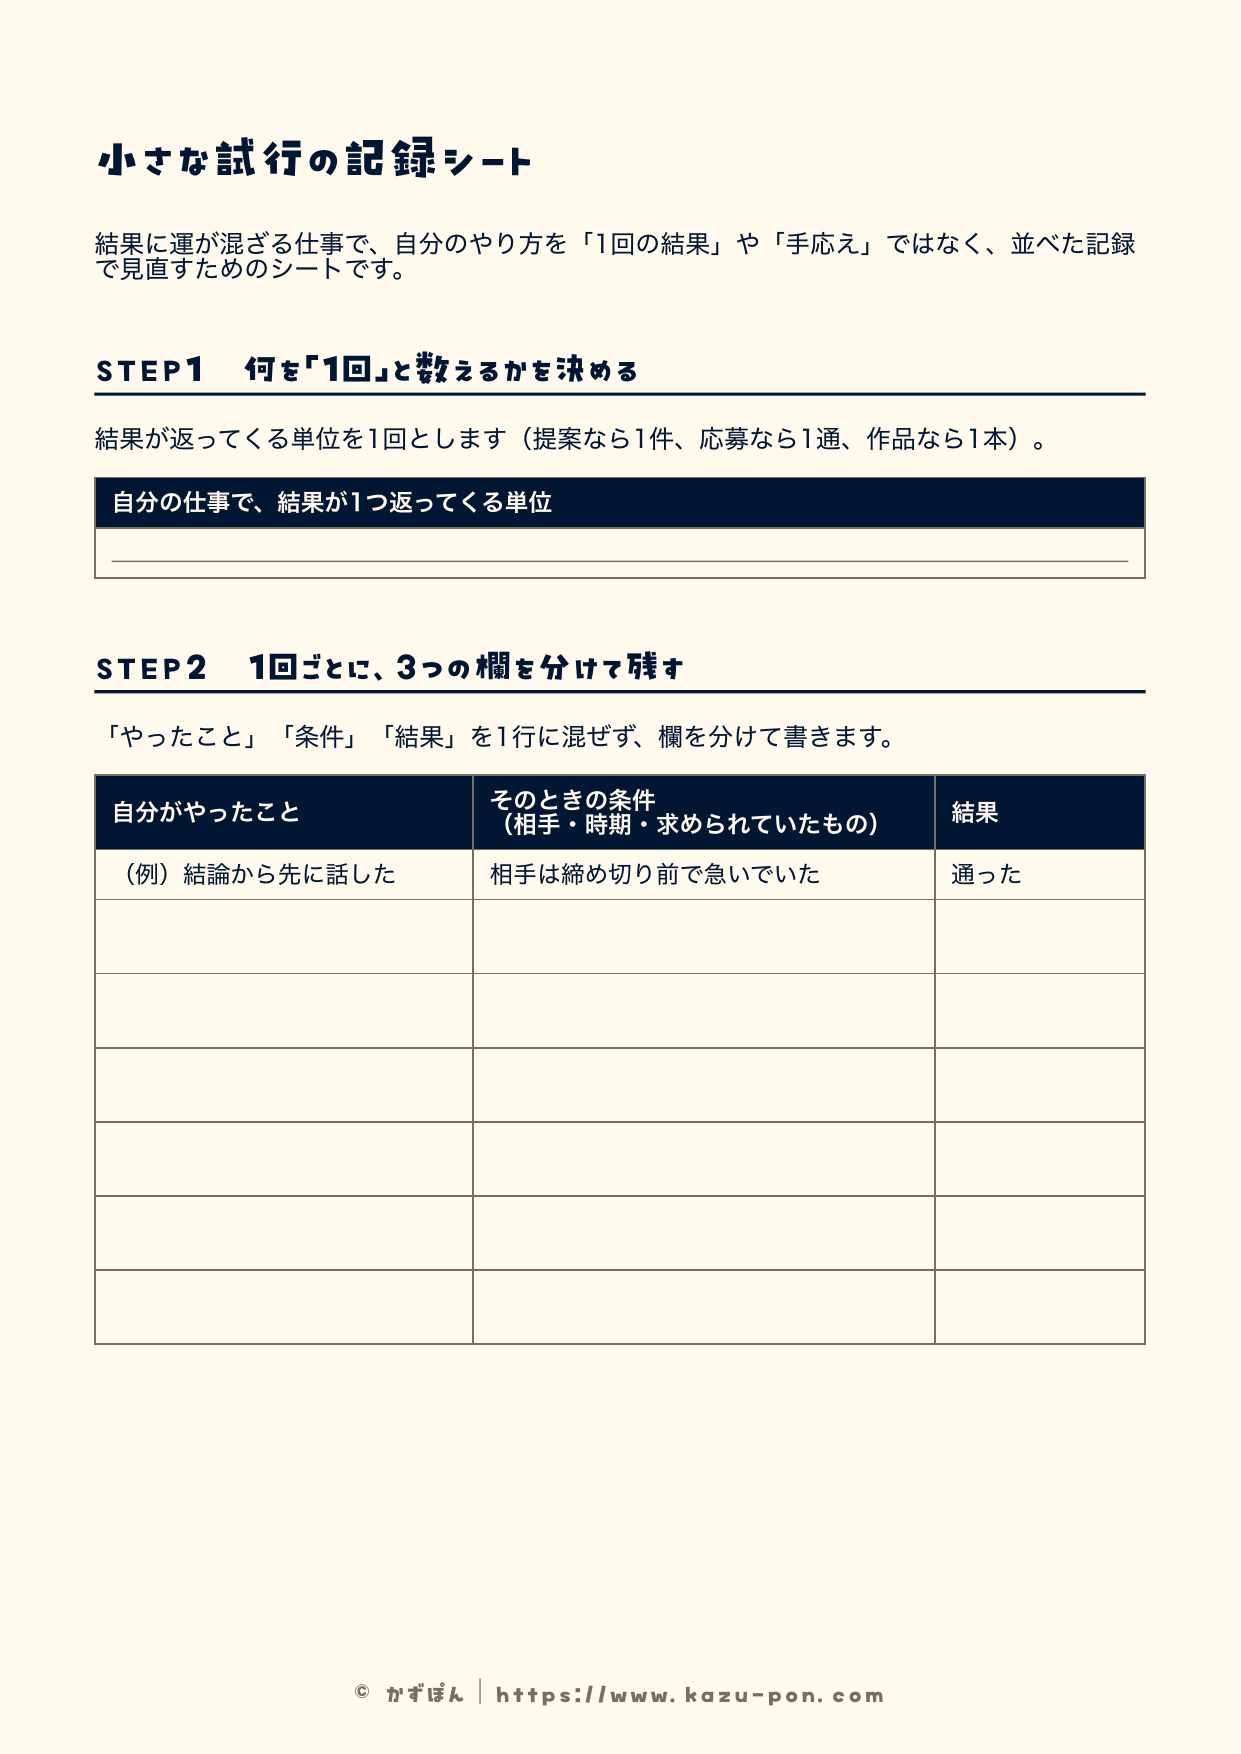 小さな試行の記録シート
結果に運が混ざる仕事で、自分のやり方を「1回の結果」や「手応え」ではなく、並べた記録
で見直すためのシートです。
STEP1 何を「1回」と数えるかを決める
結果が返ってくる単位を1回とします（提案なら1件、応募なら1通、作品なら1本）。
自分の仕事で、結果が1つ返ってくる単位
STEP2 1回ごとに、3つの欄を分けて残す
「やったこと」「条件」「結果」を1行に混ぜず、欄を分けて書きます。
自分がやったこと
そのときの条件
（相手・時期・求められていたもの）
結果
（例）結論から先に話した
相手は締め切り前で急いでいた
通った
© かずぽん｜https://www.kazu-pon.com